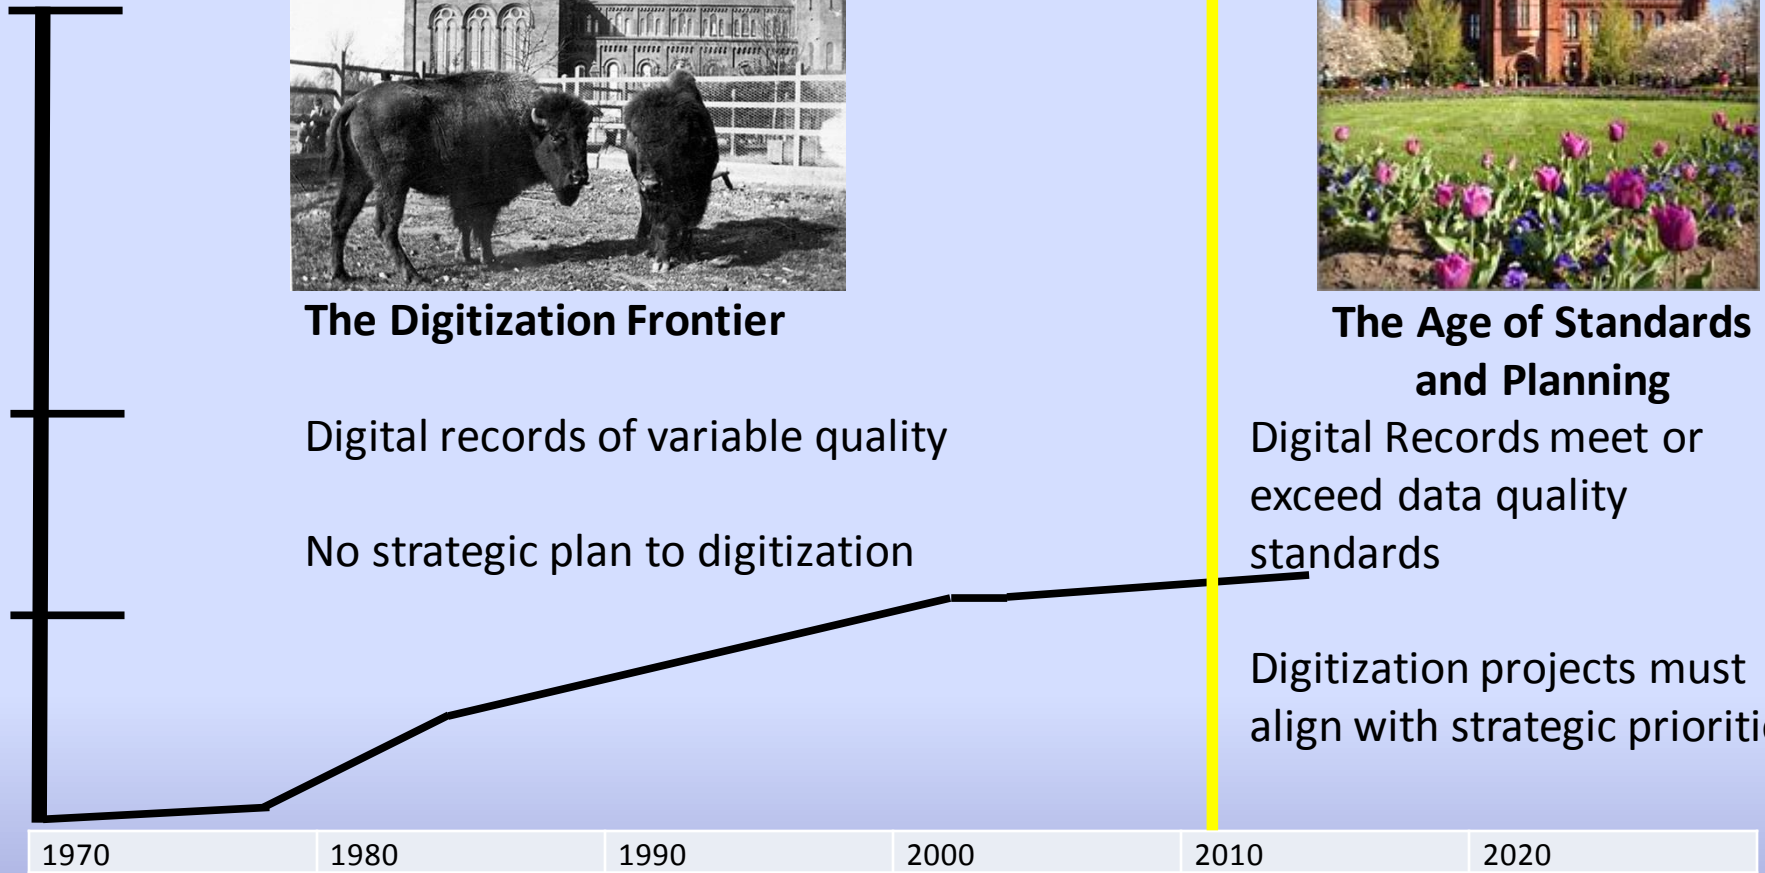 The Digitization Frontier
Digital records of variable quality
No strategic plan to digitization
The Age of Standards
and Planning
Digital Records meet or
exceed data quality
standards
Digitization projects must
align with strategic prioriti
1970 1980 1990 2000 2010 2020